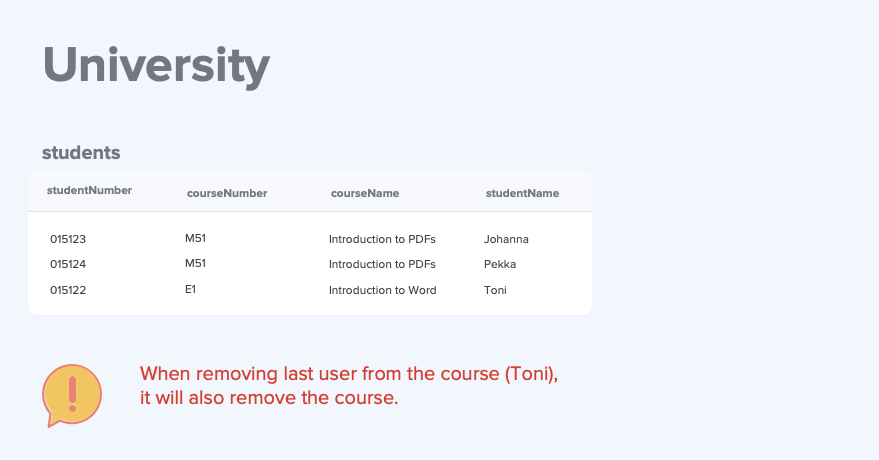 University
students
studentNumber courseNumber courseName studentName
015123 M51 Introduction to PDFs Johanna
015124 M51 Introduction to PDFs Pekka
015122 E1 Introduction to Word Toni
When removing last user from the course (Toni),
it will also remove the course.